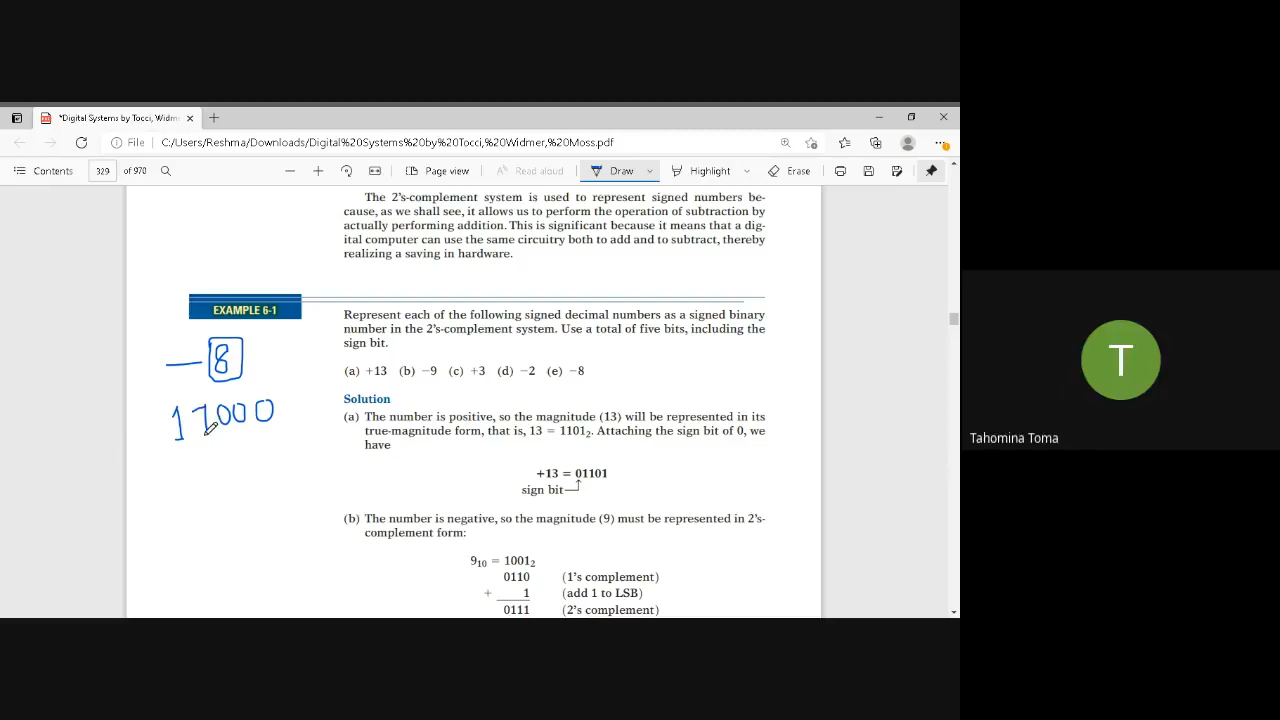 *Digital Systems by Tocci, Widm
File
C:/Users/Reshma/Downloads/Digital%20Systems%20by%20Tocci,%20Widmer,%20Moss.pdf
Contents
329 of 970
Page view
Read aloud
Draw
Highlight
Erase
The 2's-complement system is used to represent signed numbers be-
cause, as we shall see, it allows us to perform the operation of subtraction by
actually performing addition. This is significant because it means that a dig-
ital computer can use the same circuitry both to add and to subtract, thereby
realizing a saving in hardware.
EXAMPLE 6-1
Represent each of the following signed decimal numbers as a signed binary
number in the 2's-complement system. Use a total of five bits, including the
sign bit.
(a) +13 (b) −9 (c) +3 (d) −2 (e) −8
— 8
11000
Solution
(a) The number is positive, so the magnitude (13) will be represented in its
true-magnitude form, that is, 13 = 1101₂. Attaching the sign bit of 0, we
have
+13 = 01101
sign bit
(b) The number is negative, so the magnitude (9) must be represented in 2's-
complement form:
9₁₀ = 1001₂
0110 (1's complement)
+ 1 (add 1 to LSB)
0111 (2's complement)
T
Tahomina Toma